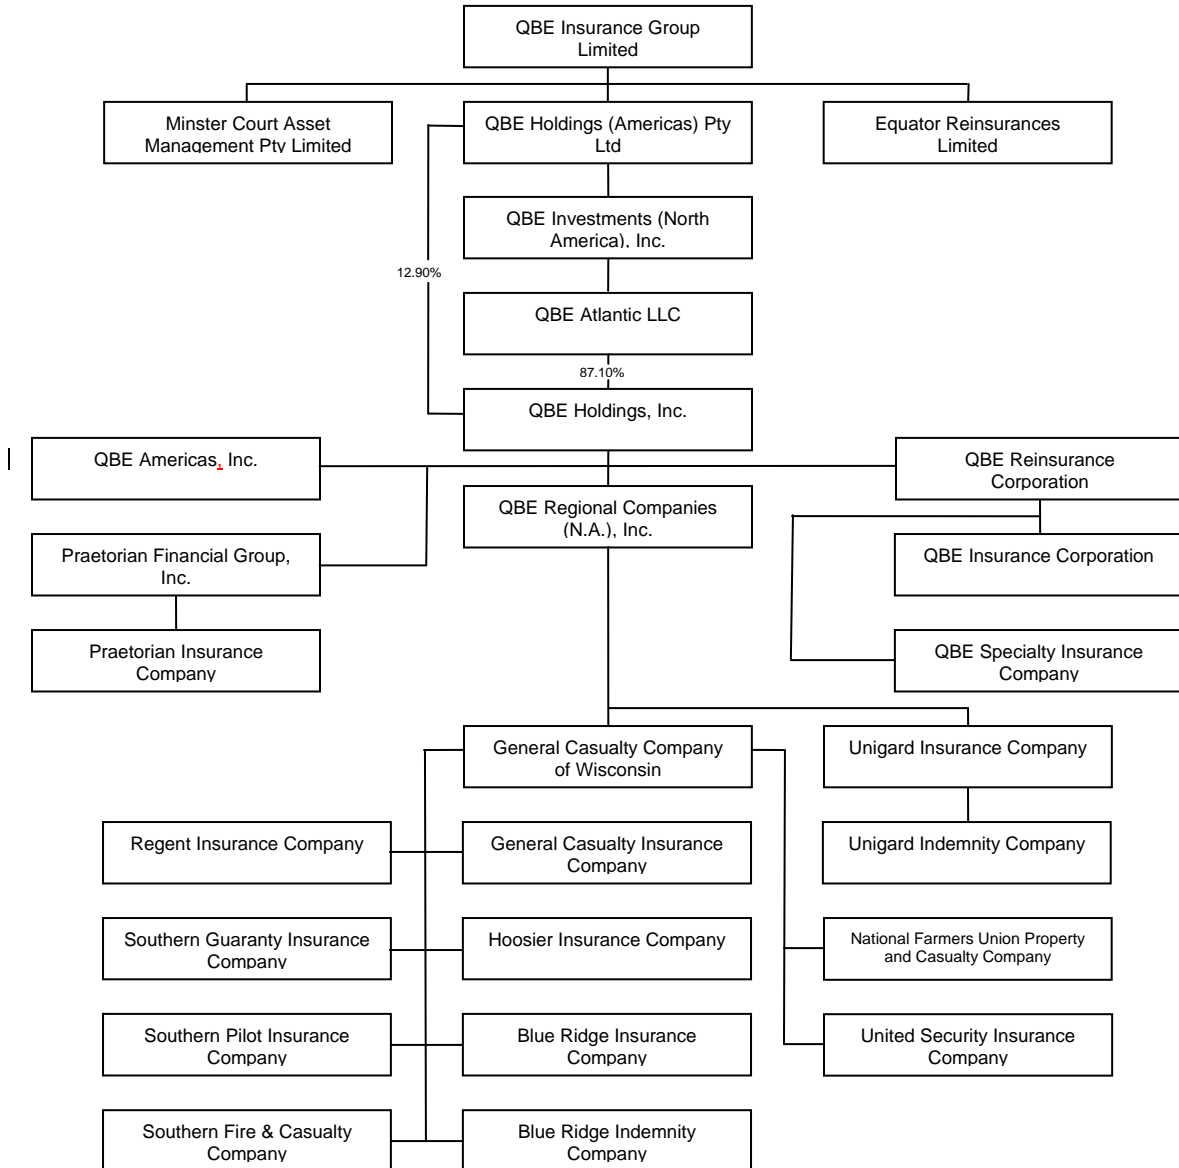 QBE Insurance Group
Limited
Minster Court Asset
Management Pty Limited
QBE Holdings (Americas) Pty
Ltd
Equator Reinsurances
Limited
QBE Investments (North
America), Inc.
12.90%
QBE Atlantic LLC
87.10%
QBE Holdings, Inc.
QBE Americas, Inc.
QBE Reinsurance
Corporation
QBE Regional Companies
(N.A.), Inc.
Praetorian Financial Group,
Inc.
QBE Insurance Corporation
Praetorian Insurance
Company
QBE Specialty Insurance
Company
General Casualty Company
of Wisconsin
Unigard Insurance Company
Regent Insurance Company
General Casualty Insurance
Company
Unigard Indemnity Company
Southern Guaranty Insurance
Company
Hoosier Insurance Company
National Farmers Union Property
and Casualty Company
Southern Pilot Insurance
Company
Blue Ridge Insurance
Company
United Security Insurance
Company
Southern Fire & Casualty
Company
Blue Ridge Indemnity
Company